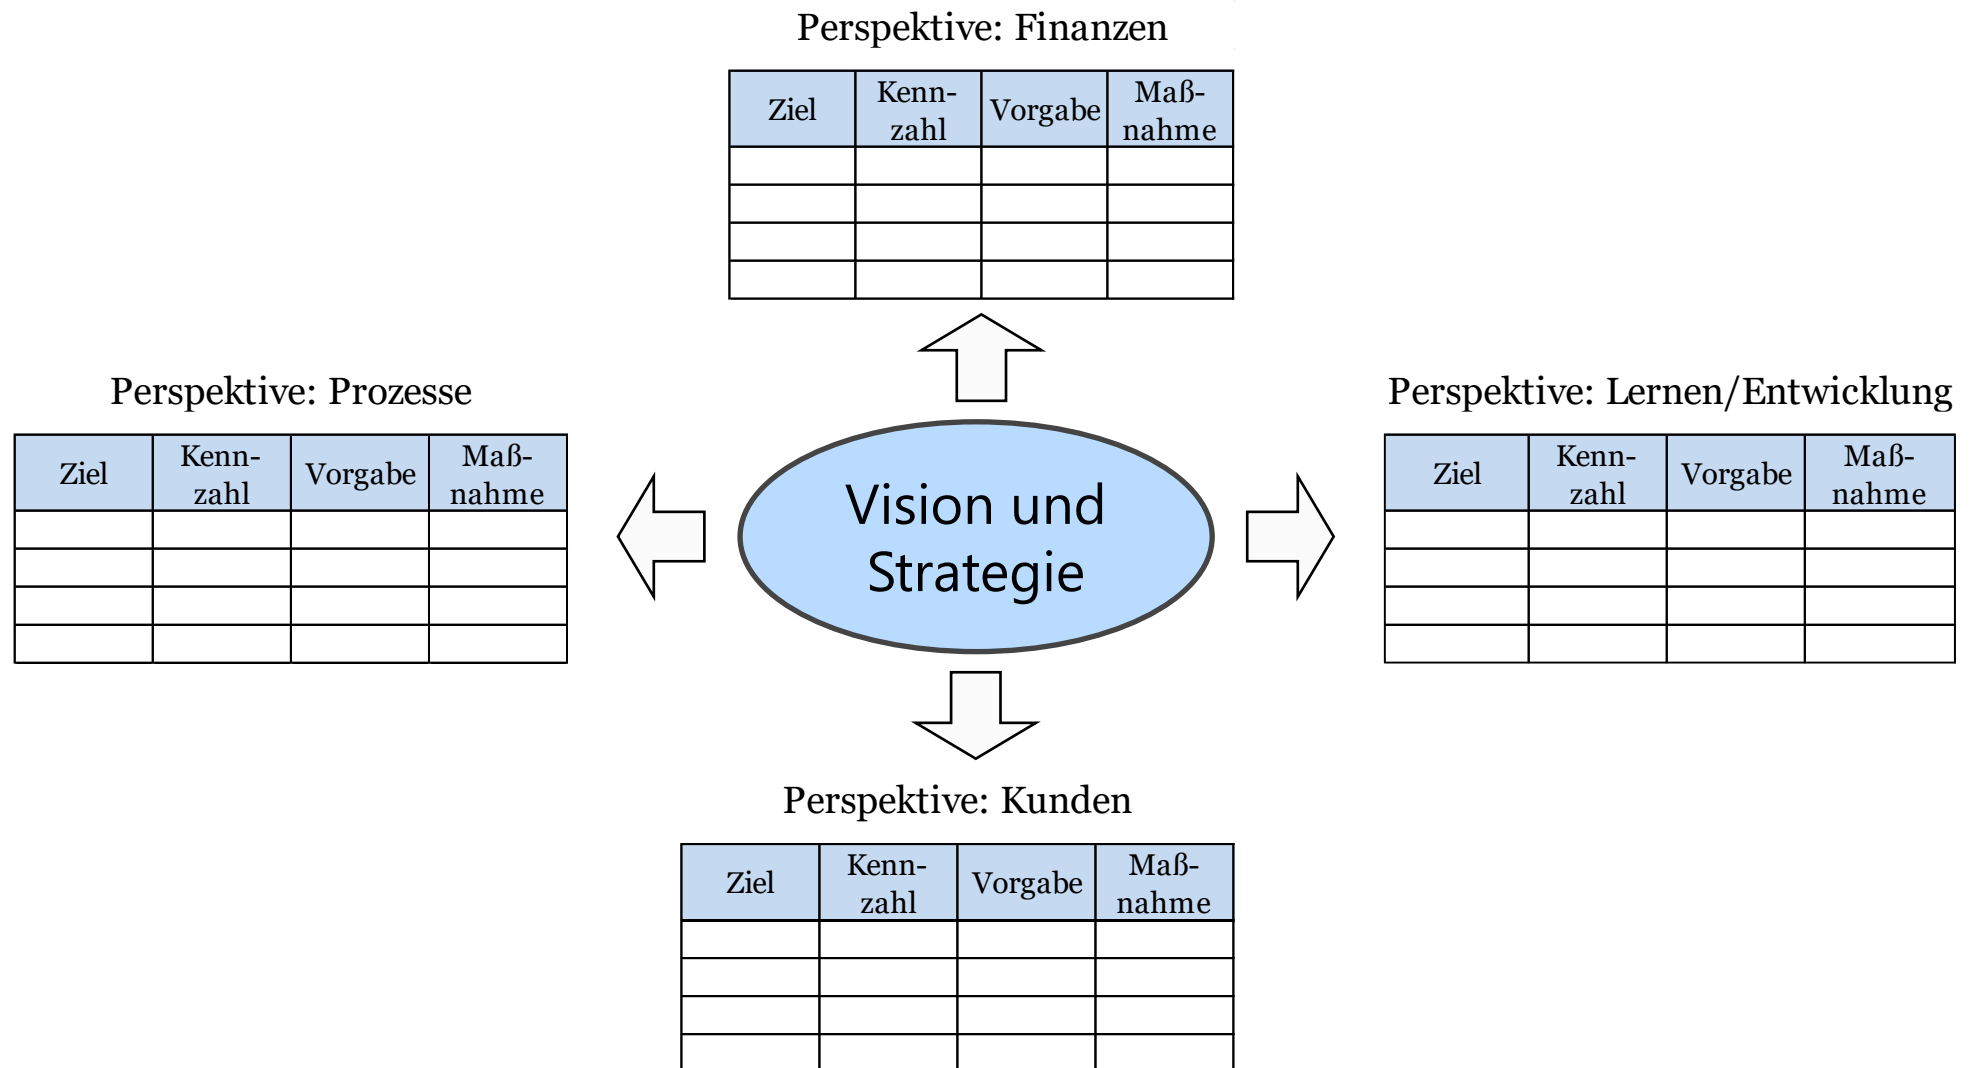 Perspektive: Finanzen
Ziel
Kenn-
zahl
Vorgabe
Maß-
nahme
Perspektive: Prozesse
Ziel
Kenn-
zahl
Vorgabe
Maß-
nahme
Vision und
Strategie
Perspektive: Lernen/Entwicklung
Ziel
Kenn-
zahl
Vorgabe
Maß-
nahme
Perspektive: Kunden
Ziel
Kenn-
zahl
Vorgabe
Maß-
nahme